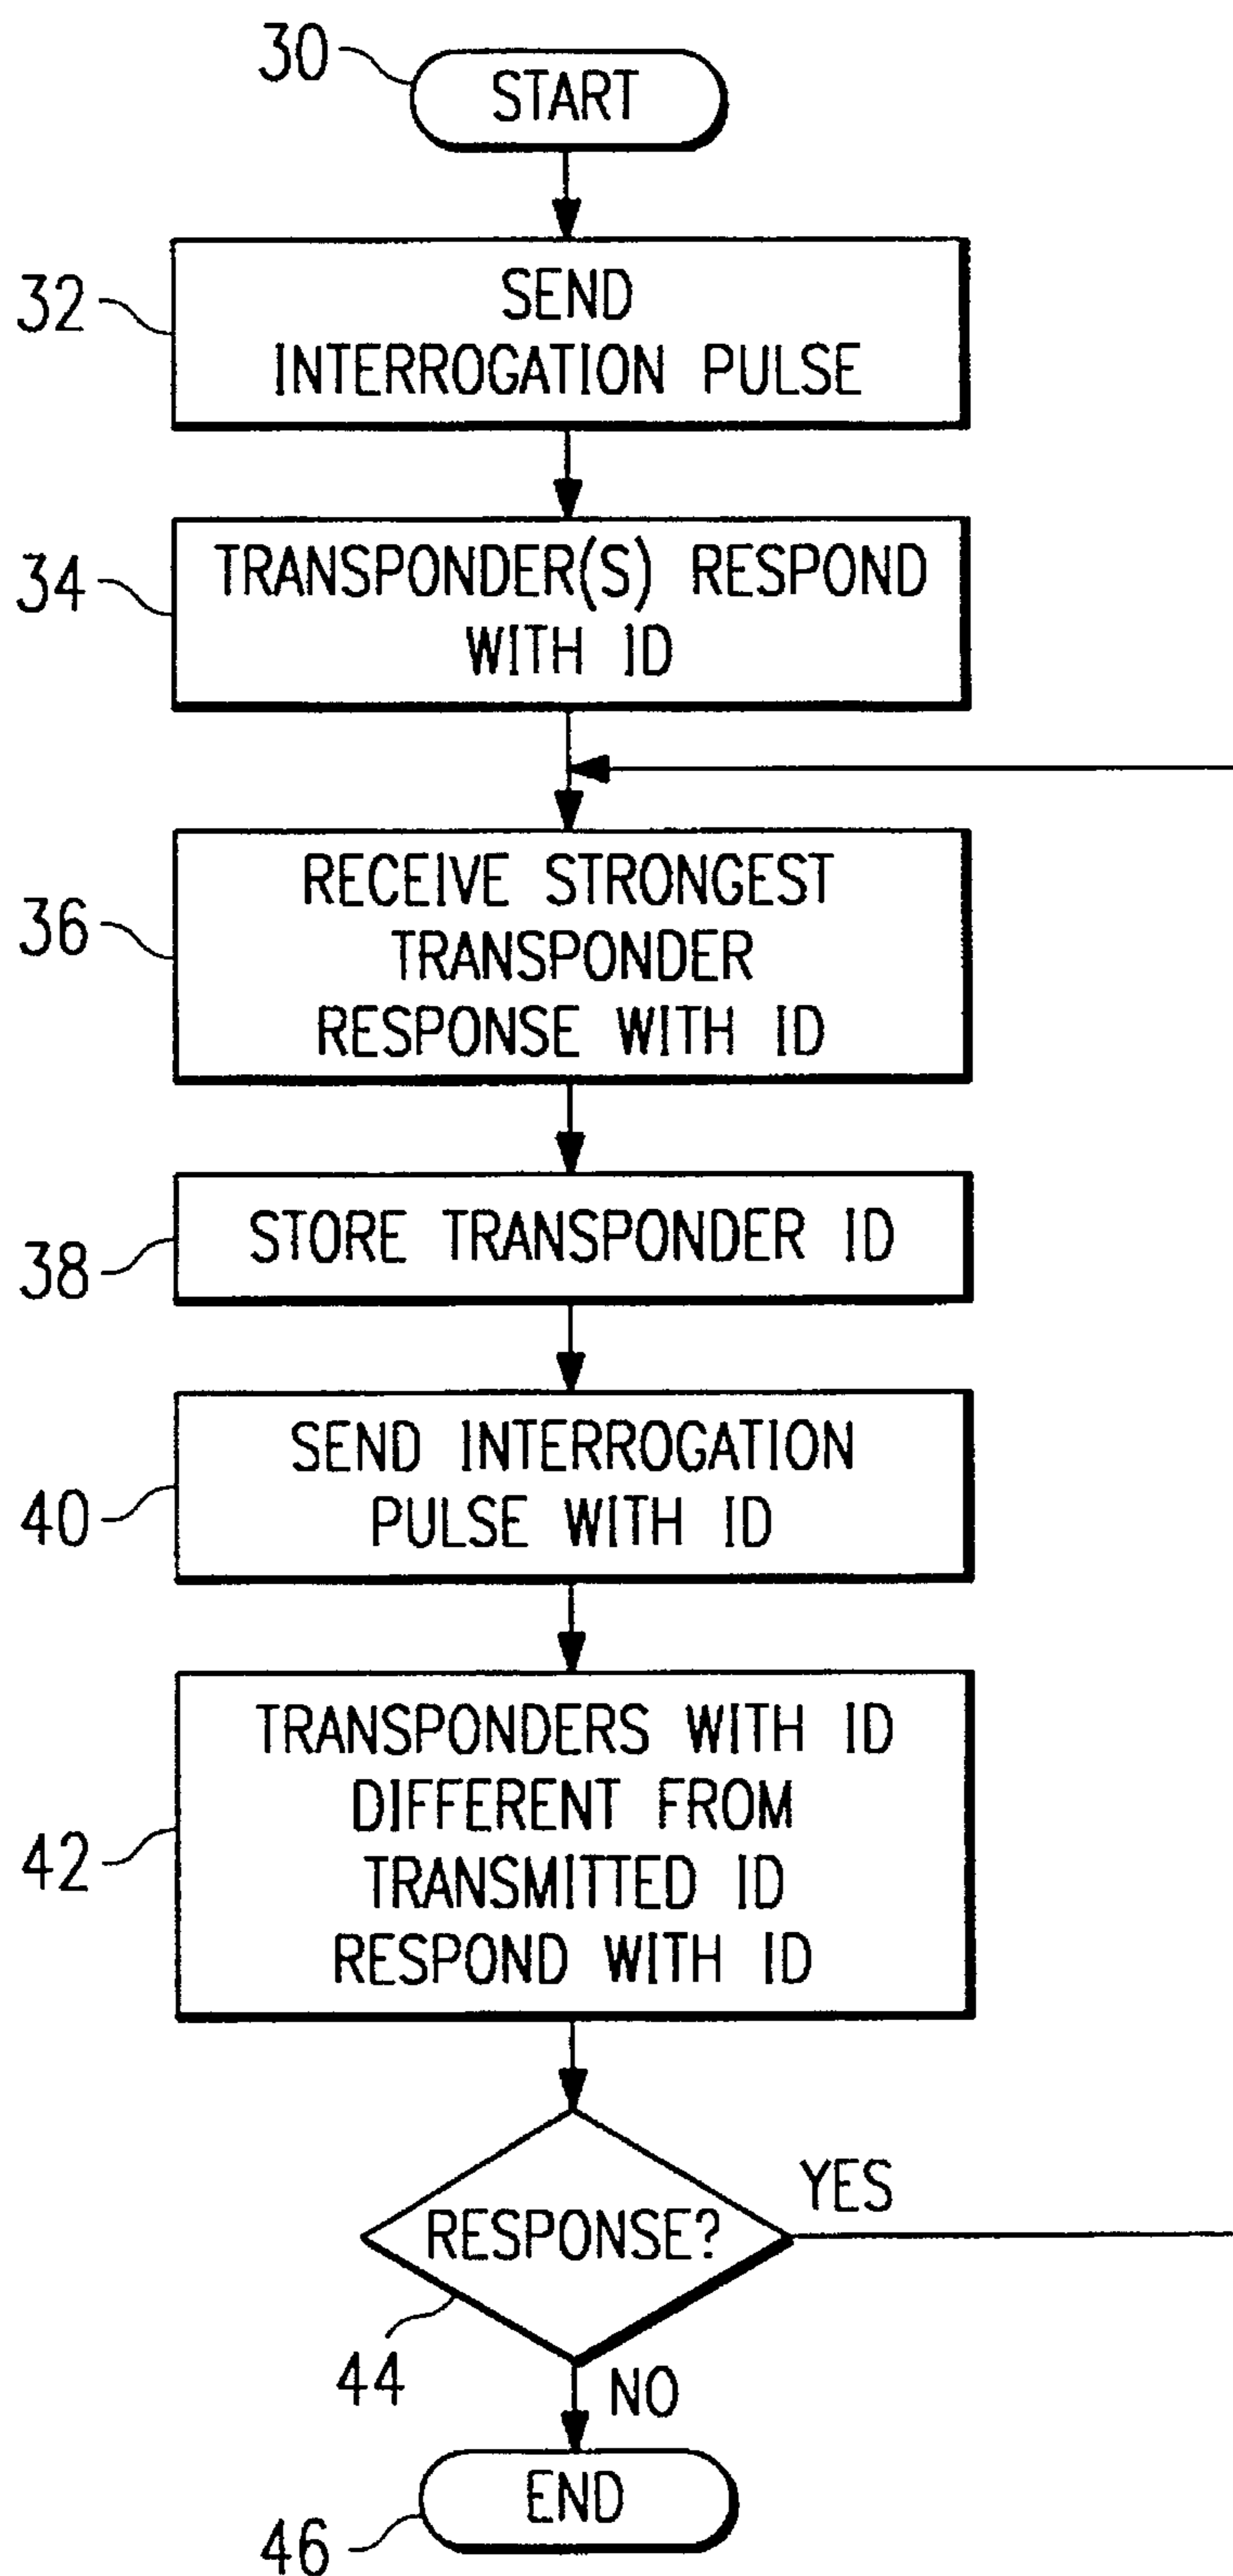 30
START
32
SEND
INTERROGATION PULSE
34
TRANSPONDER(S) RESPOND
WITH ID
36
RECEIVE STRONGEST
TRANSPONDER
RESPONSE WITH ID
38
STORE TRANSPONDER ID
40
SEND INTERROGATION
PULSE WITH ID
42
TRANSPONDERS WITH ID
DIFFERENT FROM
TRANSMITTED ID
RESPOND WITH ID
44
RESPONSE?
YES
NO
46
END